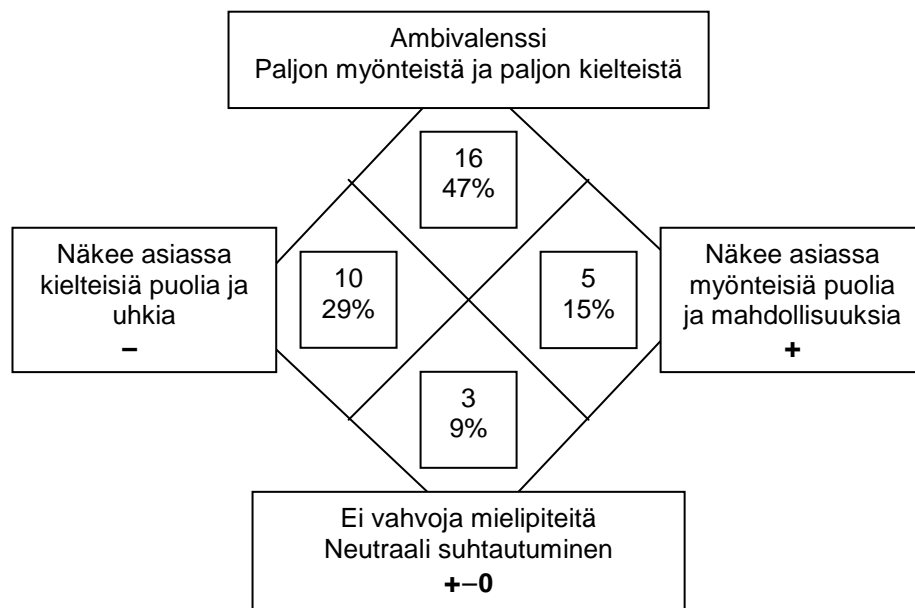 Ambivalenssi
Paljon myönteistä ja paljon kielteistä
16
47%
Näkee asiassa
kielteisiä puolia ja
uhkia
–
10
29%
5
15%
Näkee asiassa
myönteisiä puolia
ja mahdollisuuksia
+
3
9%
Ei vahvoja mielipiteitä
Neutraali suhtautuminen
+–0